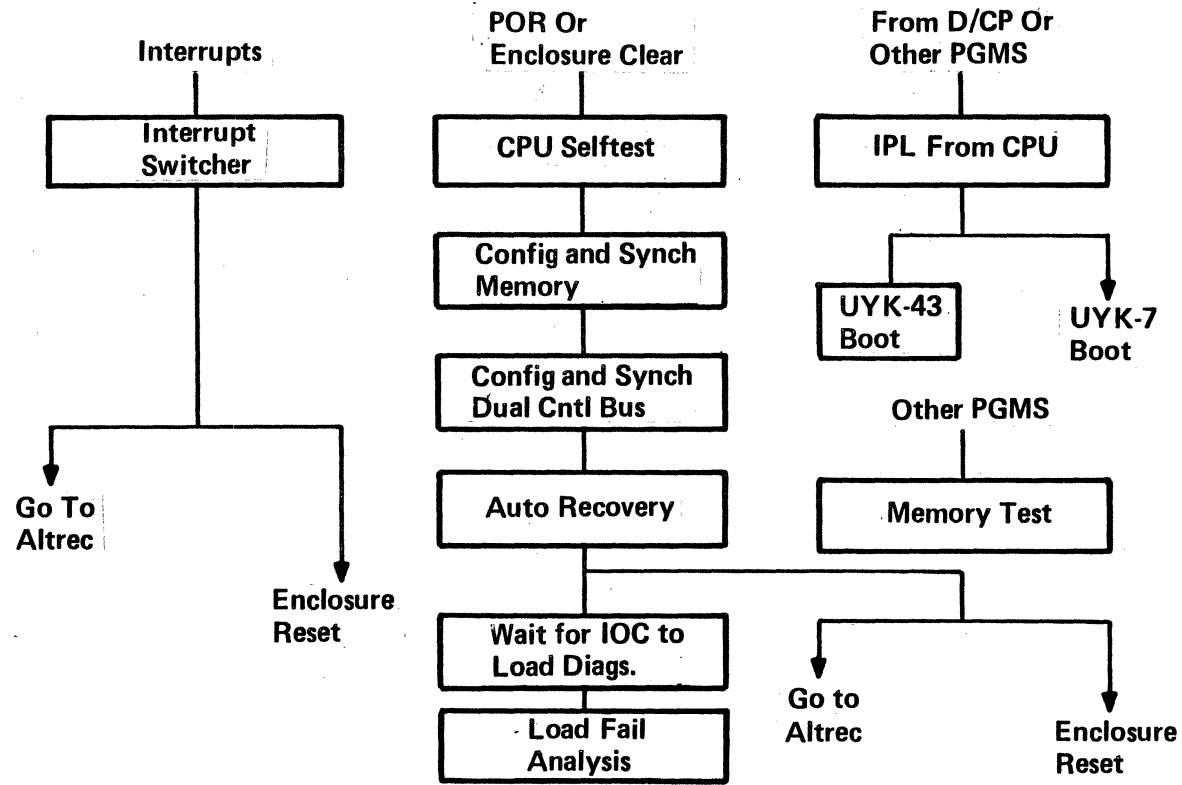 Interrupts
Interrupt
Switcher
Go To
Altrec
Enclosure
Reset
POR Or
Enclosure Clear
CPU Selftest
Config and Synch
Memory
Config and Synch
Dual Cntl Bus
Auto Recovery
Wait for IOC to
Load Diags.
Load Fail
Analysis
From D/CP Or
Other PGMS
IPL From CPU
UYK-43
Boot
UYK-7
Boot
Other PGMS
Memory Test
Go to
Altrec
Enclosure
Reset